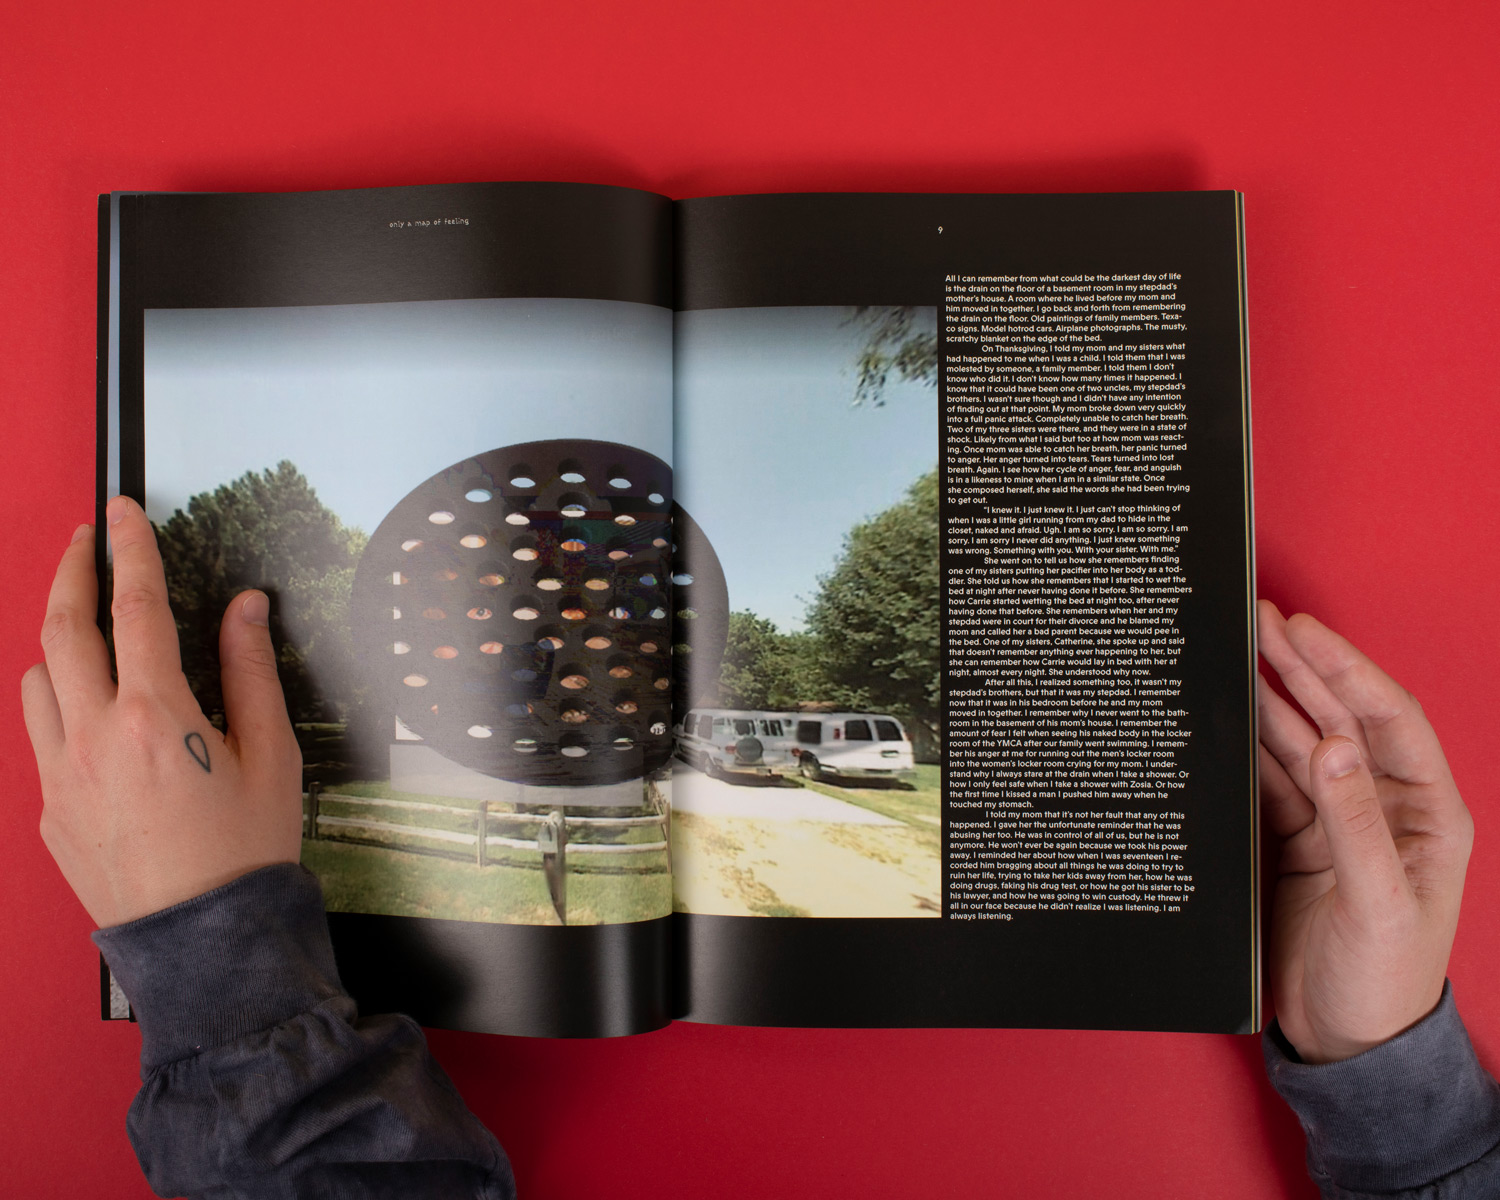 only a map of feeling
9
All I can remember from what could be the darkest day of life
is the drain on the floor of a basement room in my stepdad's
mother's house. A room where he lived before my mom and
him moved in together. I go back and forth from remembering
the drain on the floor. Old paintings of family members. Texa-
co signs. Model hotrod cars. Airplane photographs. The musty,
scratchy blanket on the edge of the bed.
On Thanksgiving, I told my mom and my sisters what
had happened to me when I was a child. I told them that I was
molested by someone, a family member. I told them I don't
know who did it. I don't know how many times it happened. I
know that it could have been one of two uncles, my stepdad's
brothers. I wasn't sure though and I didn't have any intention
of finding out at that point. My mom broke down very quickly
into a full panic attack. Completely unable to catch her breath.
Two of my three sisters were there, and they were in a state of
shock. Likely from what I said but too at how mom was react-
ing. Once mom was able to catch her breath, her panic turned
to anger. Her anger turned into tears. Tears turned into lost
breath. Again. I see how her cycle of anger, fear, and anguish
is in a likeness to mine when I am in a similar state. Once
she composed herself, she said the words she had been trying
to get out.
"I knew it. I just knew it. I just can't stop thinking of
when I was a little girl running from my dad to hide in the
closet, naked and afraid. Ugh. I am so sorry. I am so sorry. I am
sorry. I am sorry I never did anything. I just knew something
was wrong. Something with you. With your sister. With me."
She went on to tell us how she remembers finding
one of my sisters putting her pacifier into her body as a tod-
dler. She told us how she remembers that I started to wet the
bed at night after never having done it before. She remembers
how Carrie started wetting the bed at night too, after never
having done that before. She remembers when her and my
stepdad were in court for their divorce and he blamed my
mom and called her a bad parent because we would pee in
the bed. One of my sisters, Catherine, she spoke up and said
that doesn't remember anything ever happening to her, but
she can remember how Carrie would lay in bed with her at
night, almost every night. She understood why now.
After all this, I realized something too, it wasn't my
stepdad's brothers, but that it was my stepdad. I remember
now that it was in his bedroom before he and my mom
moved in together. I remember why I never went to the bath-
room in the basement of his mom's house. I remember the
amount of fear I felt when seeing his naked body in the locker
room of the YMCA after our family went swimming. I remem-
ber his anger at me for running out the men's locker room
into the women's locker room crying for my mom. I under-
stand why I always stare at the drain when I take a shower. Or
how I only feel safe when I take a shower with Zosia. Or how
the first time I kissed a man I pushed him away when he
touched my stomach.
I told my mom that it's not her fault that any of this
happened. I gave her the unfortunate reminder that he was
abusing her too. He was in control of all of us, but he is not
anymore. He won't ever be again because we took his power
away. I reminded her about how when I was seventeen I re-
corded him bragging about all things he was doing to try to
ruin her life, trying to take her kids away from her, how he was
doing drugs, faking his drug test, or how he got his sister to be
his lawyer, and how he was going to win custody. He threw it
all in our face because he didn't realize I was listening. I am
always listening.